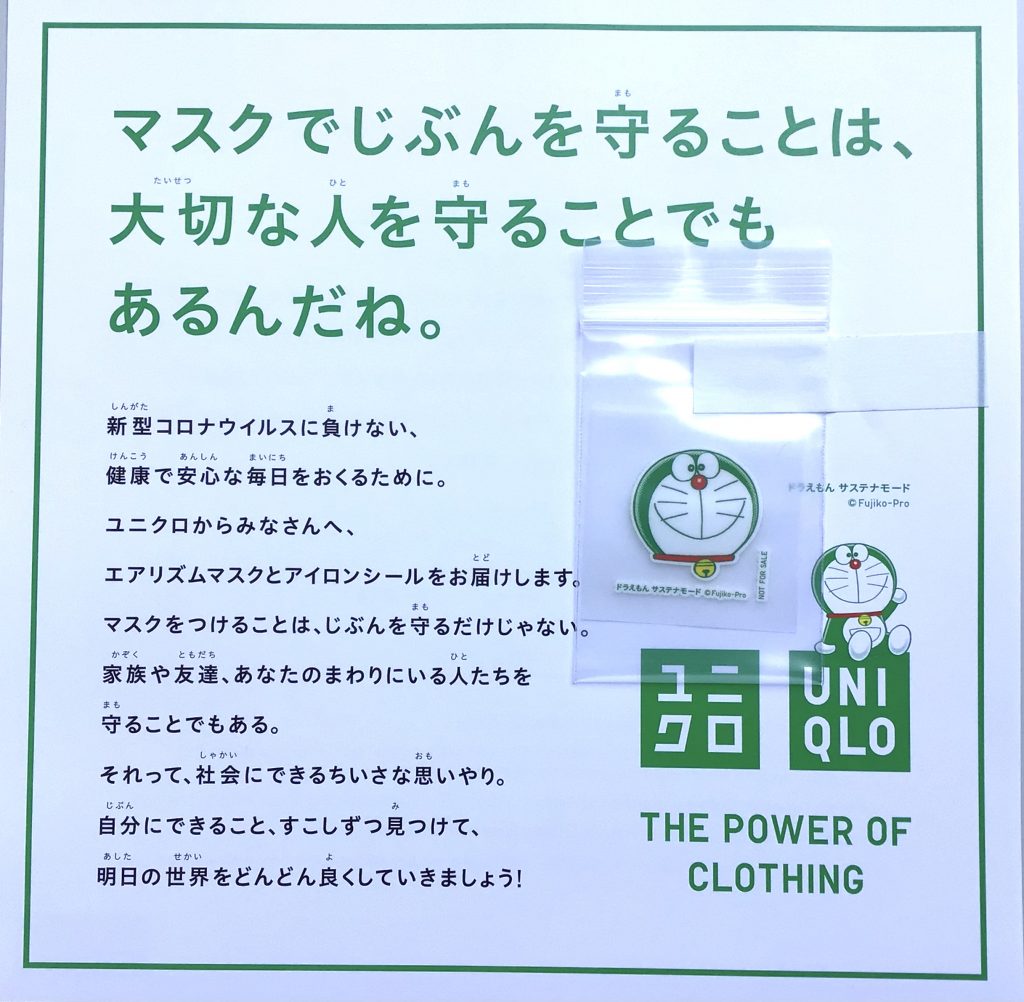 マスクでじぶんを守ることは、
大切な人を守ることでも
あるんだね。
新型コロナウイルスに負けない、
健康で安心な毎日をおくるために。
ユニクロからみなさんへ、
エアリズムマスクとアイロンシールをお届けします。
マスクをつけることは、じぶんを守るだけじゃない。
家族や友達、あなたのまわりにいる人たちを
守ることでもある。
それって、社会にできるちいさな思いやり。
自分にできること、すこしずつ見つけて、
明日の世界をどんどん良くしていきましょう!
ドラえもん サステナモード ©Fujiko-Pro
NOT FOR SALE
ドラえもん サステナモード
©Fujiko-Pro
ユニ
クロ
UNI
QLO
THE POWER OF
CLOTHING